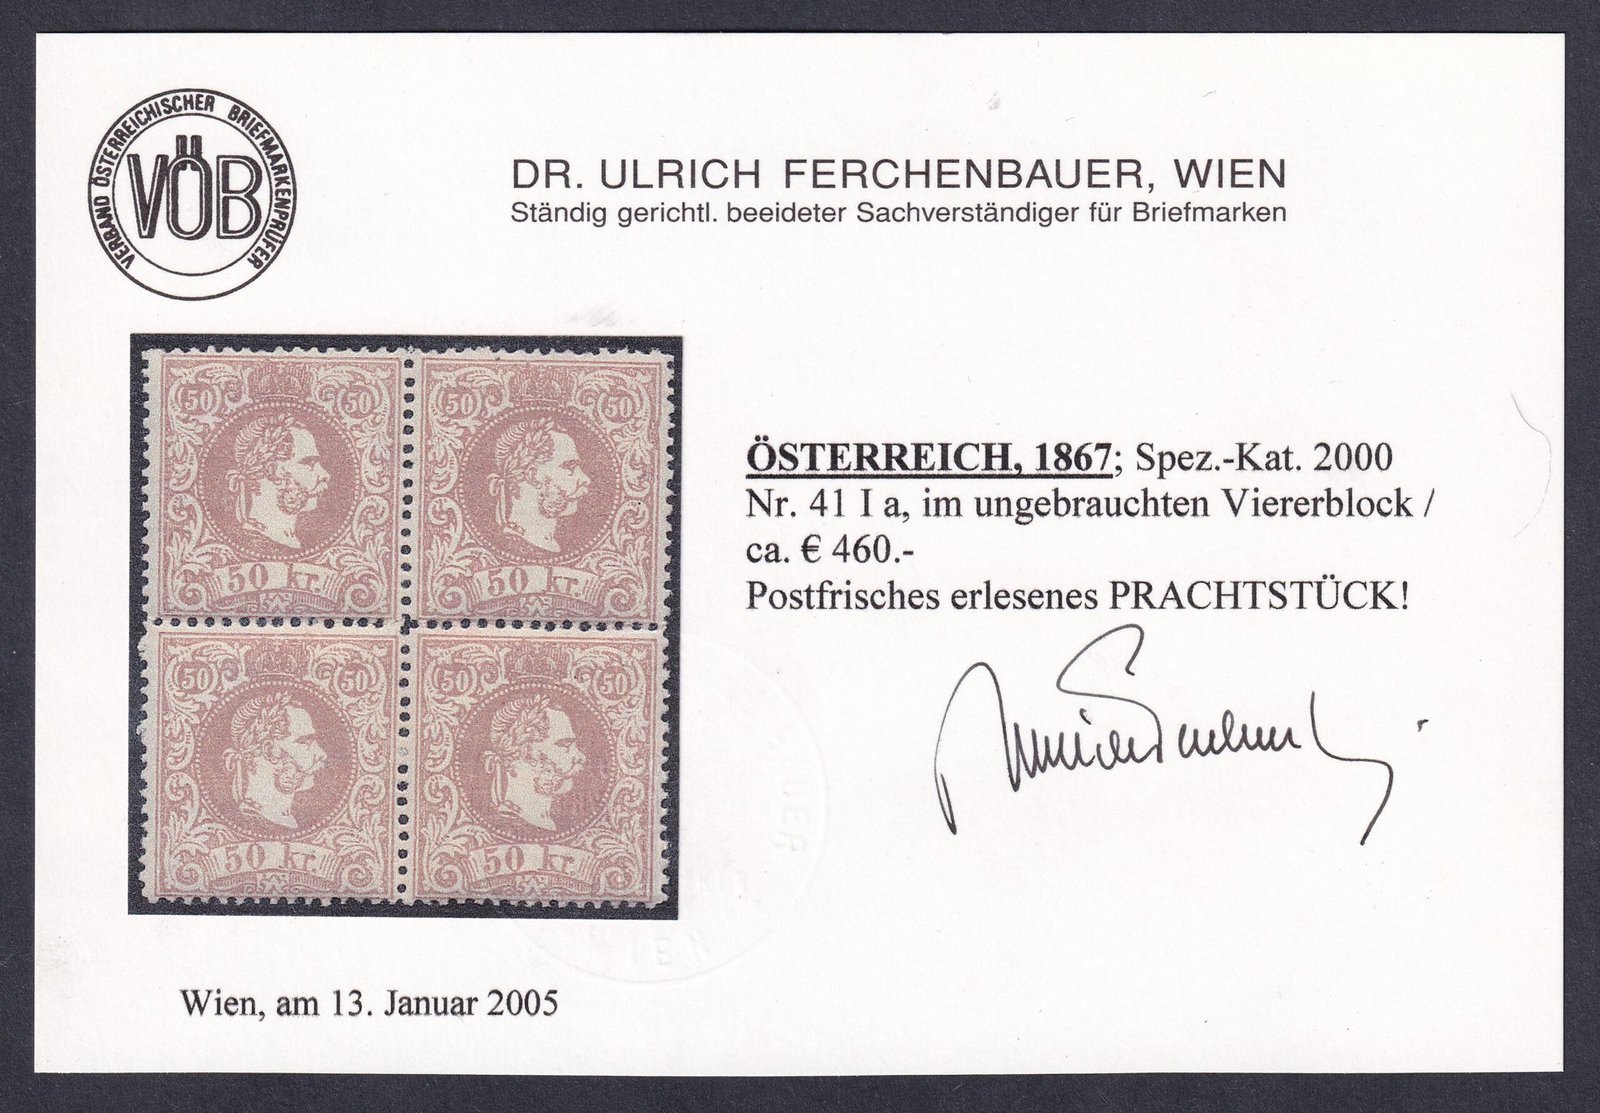 VERBAND ÖSTERREICHISCHER BRIEFMARKENPRÜFER
VÖB
DR. ULRICH FERCHENBAUER, WIEN
Ständig gerichtl. beeideter Sachverständiger für Briefmarken
50 50 50 50
50 kr. 50 kr.
50 50 50 50
50 kr. 50 kr.
ÖSTERREICH, 1867; Spez.-Kat. 2000
Nr. 41 I a, im ungebrauchten Viererblock /
ca. € 460.-
Postfrisches erlesenes PRACHTSTÜCK!
Wien, am 13. Januar 2005